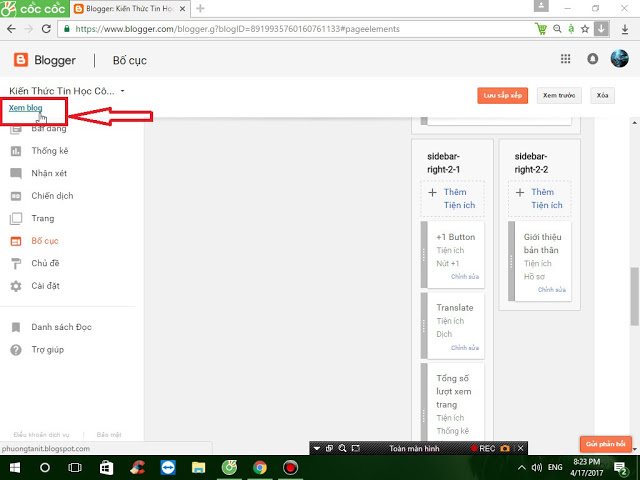 cốc cốc
Blogger: Kiến Thức Tin Học
https://www.blogger.com/blogger.g?blogID=8919935760160761133#pageelements
Blogger
Bố cục
Kiến Thức Tin Học Cô...
Lưu sắp xếp
Xem trước
Xóa
Xem blog
Bài đăng
Thống kê
Nhận xét
Chiến dịch
Trang
Bố cục
Chủ đề
Cài đặt
Danh sách Đọc
Trợ giúp
Điều khoản dịch vụ
Bảo mật
phuongtanit.blogspot.com
sidebar-
right-2-1
+ Thêm
Tiện ích
+1 Button
Tiện ích
Nút +1
Chỉnh sửa
Translate
Tiện ích
Dịch
Chỉnh sửa
Tổng số
lượt xem
trang
Tiện ích
Thống kê
sidebar-
right-2-2
+ Thêm
Tiện ích
Giới thiệu
bản thân
Tiện ích
Hồ sơ
Chỉnh sửa
Gửi phản hồi
Toàn màn hình
REC
ENG
8:23 PM
4/17/2017
2